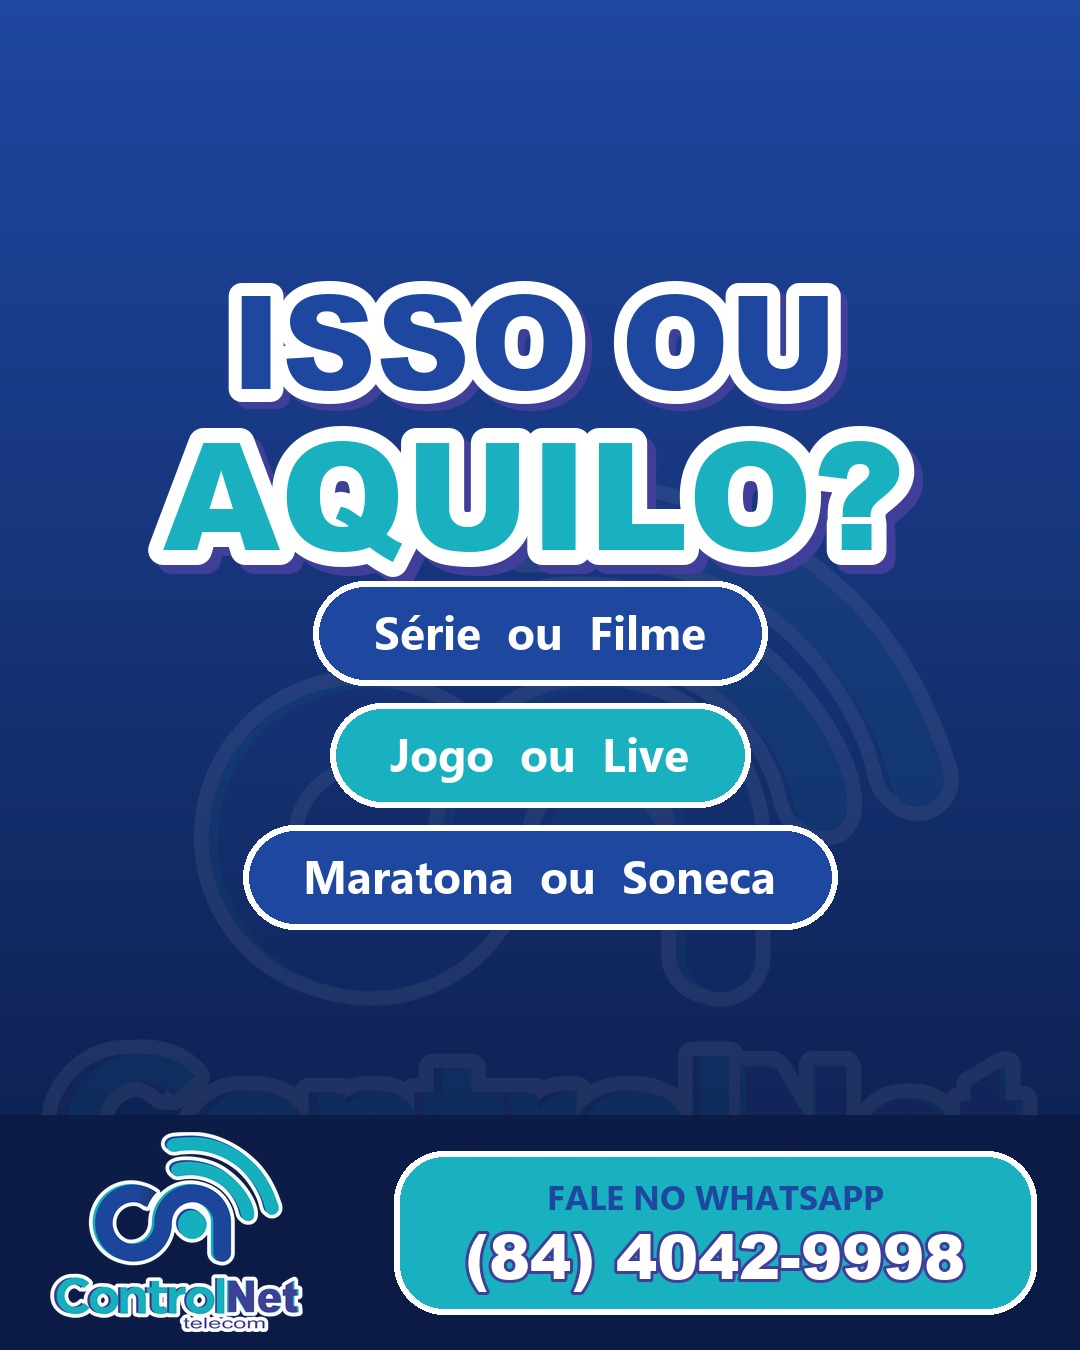 ISSO OU
AQUILO?
Série ou Filme
Jogo ou Live
Maratona ou Soneca
ControlNet
ControlNet
telecom
FALE NO WHATSAPP
(84) 4042-9998